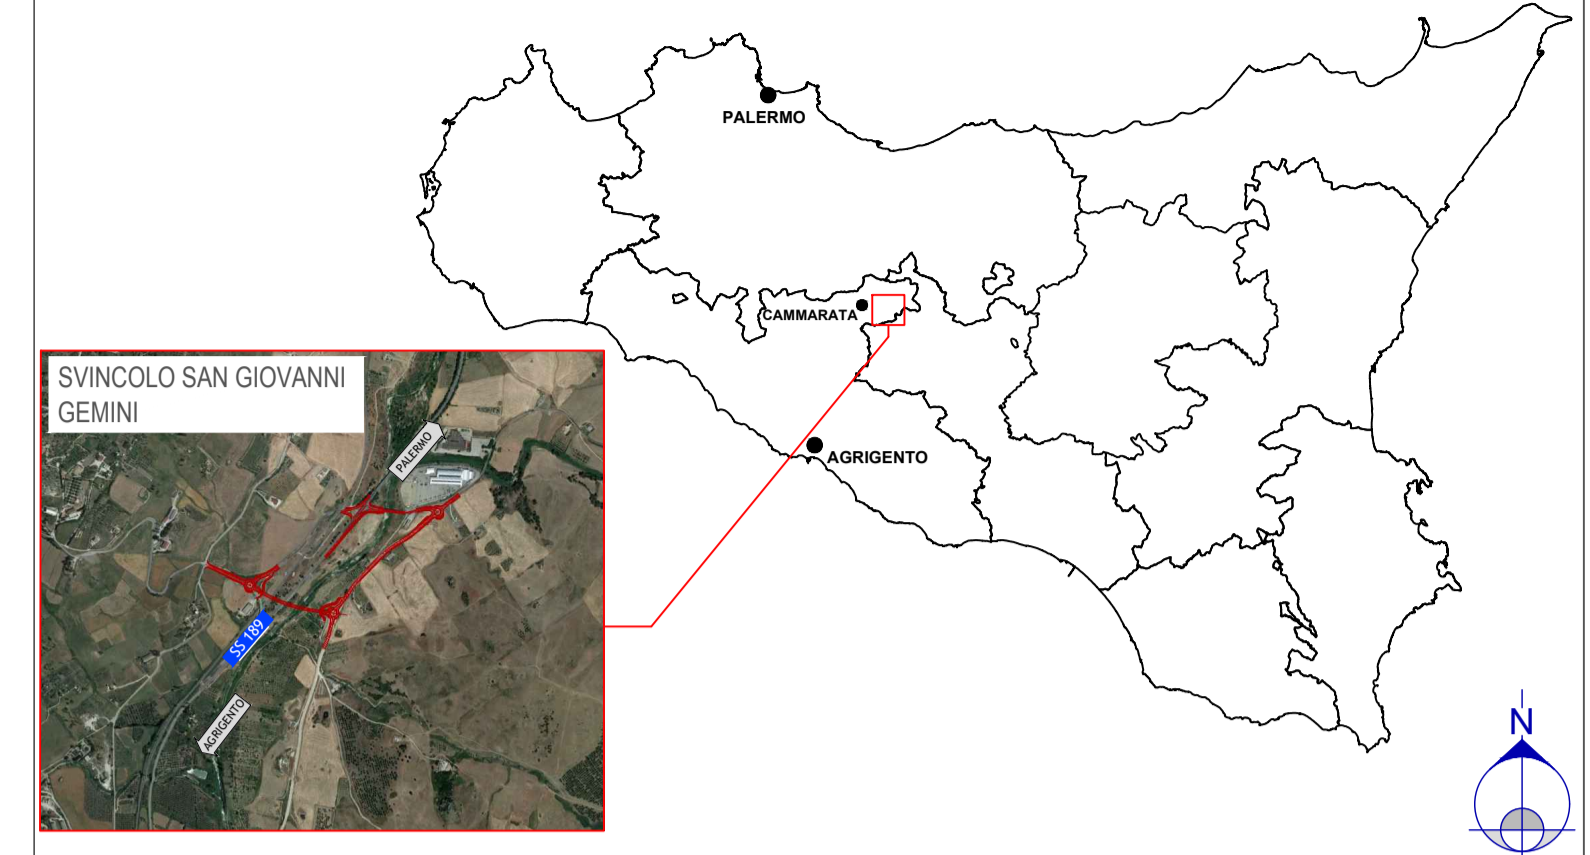 PALERMO
CAMMARATA
AGRIGENTO
SVINCOLO SAN GIOVANNI
GEMINI
PALERMO
SS 189
AGRIGENTO
N